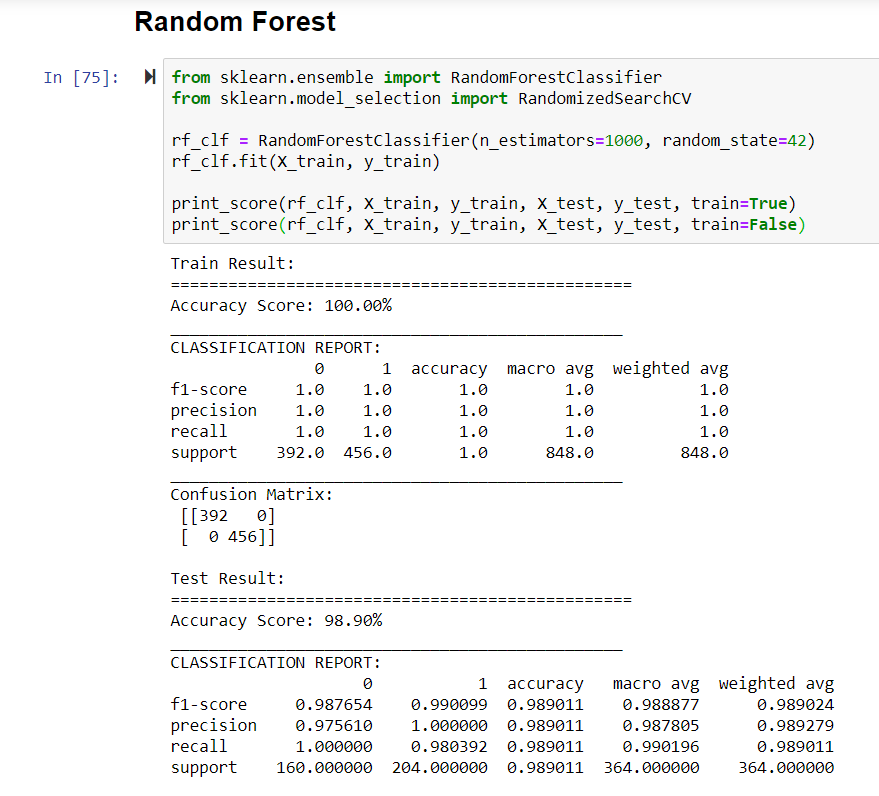 Random Forest
In [75]:
from sklearn.ensemble import RandomForestClassifier
from sklearn.model_selection import RandomizedSearchCV
rf_clf = RandomForestClassifier(n_estimators=1000, random_state=42)
rf_clf.fit(X_train, y_train)
print_score(rf_clf, X_train, y_train, X_test, y_test, train=True)
print_score(rf_clf, X_train, y_train, X_test, y_test, train=False)
Train Result:
================================================
Accuracy Score: 100.00%
_______________________________________________
CLASSIFICATION REPORT:
0 1 accuracy macro avg weighted avg
f1-score 1.0 1.0 1.0 1.0 1.0
precision 1.0 1.0 1.0 1.0 1.0
recall 1.0 1.0 1.0 1.0 1.0
support 392.0 456.0 1.0 848.0 848.0
_______________________________________________
Confusion Matrix:
[[392 0]
[ 0 456]]
Test Result:
================================================
Accuracy Score: 98.90%
_______________________________________________
CLASSIFICATION REPORT:
0 1 accuracy macro avg weighted avg
f1-score 0.987654 0.990099 0.989011 0.988877 0.989024
precision 0.975610 1.000000 0.989011 0.987805 0.989279
recall 1.000000 0.980392 0.989011 0.990196 0.989011
support 160.000000 204.000000 0.989011 364.000000 364.000000